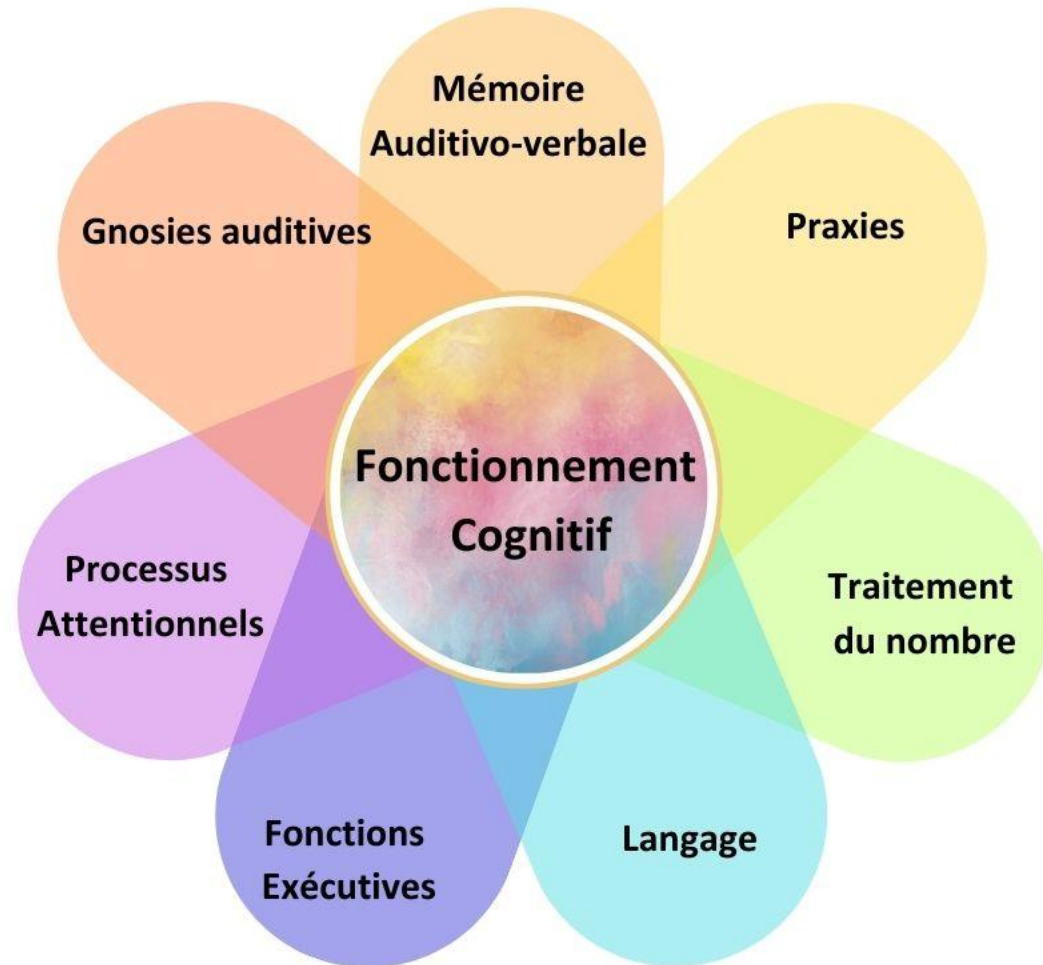 Mémoire
Auditivo-verbale
Gnosies auditives
Praxies
Fonctionnement
Cognitif
Processus
Attentionnels
Traitement
du nombre
Fonctions
Exécutives
Langage